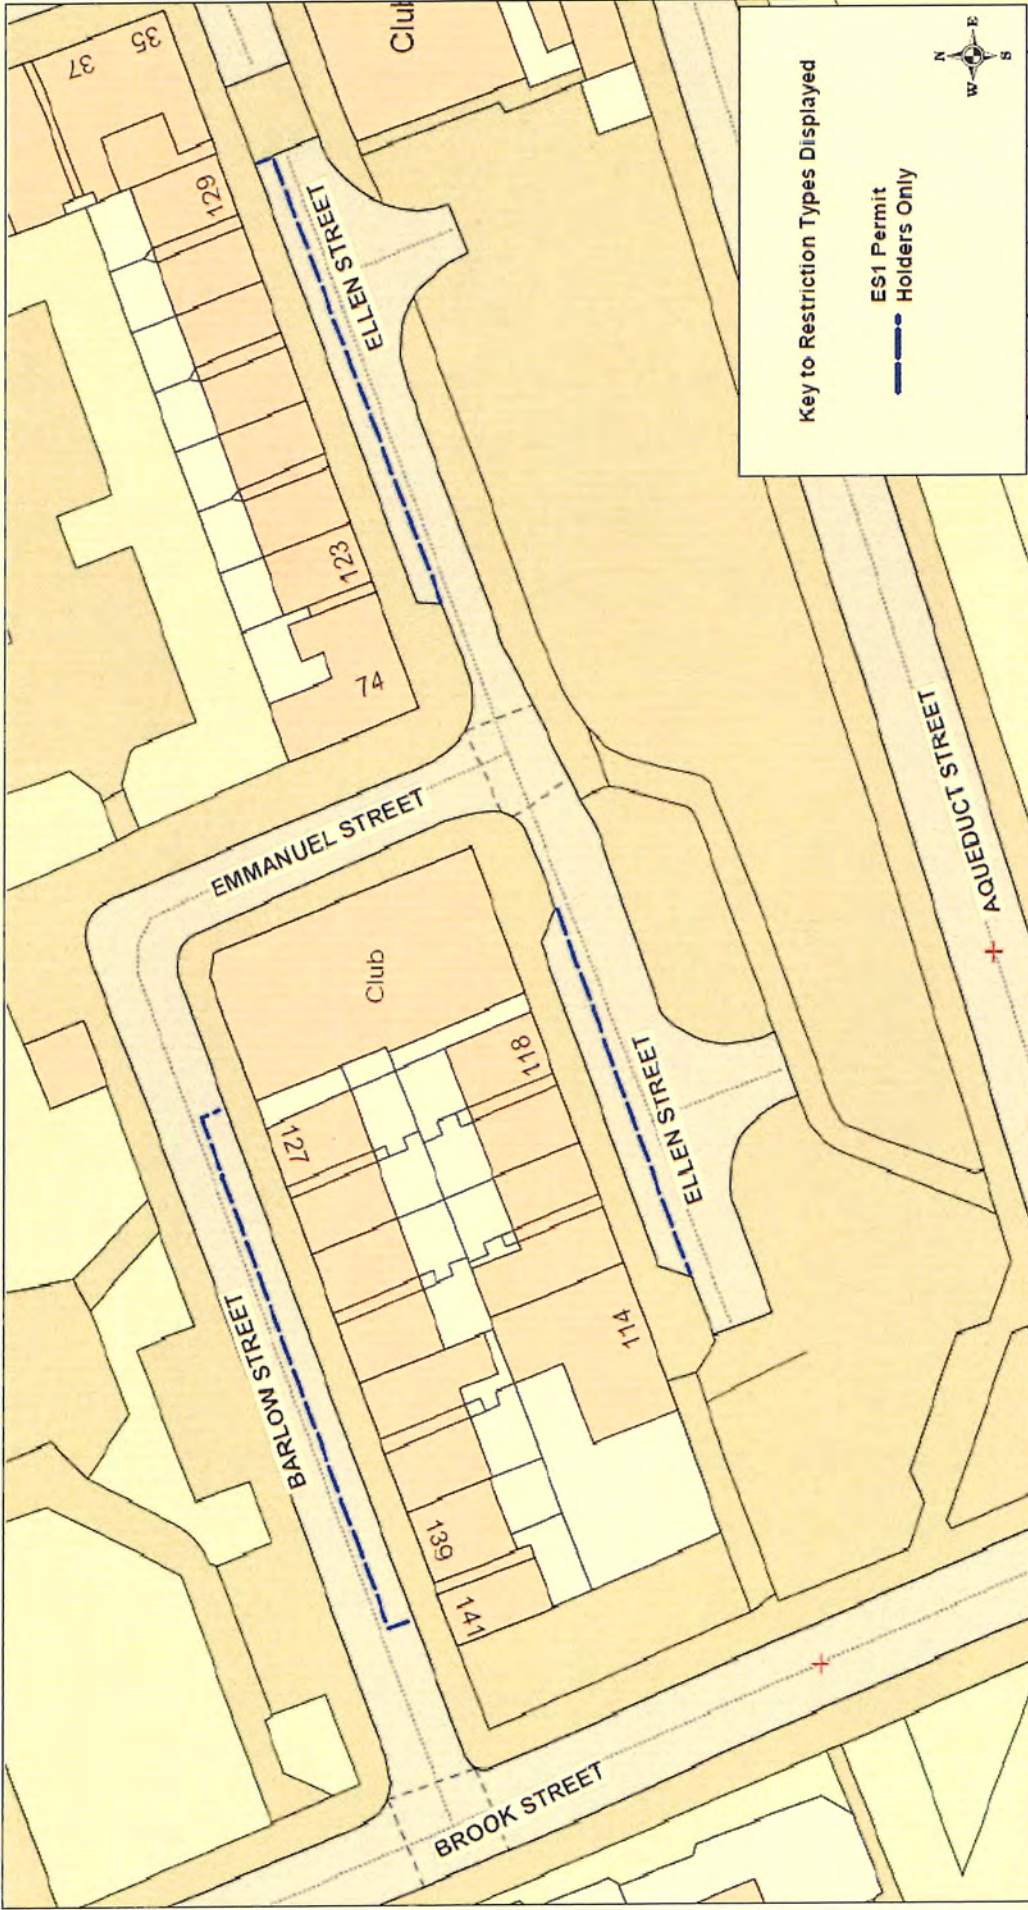 37
35
Club
129
ELLEN STREET
123
74
EMMANUEL STREET
Club
127
118
ELLEN STREET
BARLOW STREET
114
139
141
BROOK STREET
AQUEDUCT STREET
Key to Restriction Types Displayed
ES1 Permit
Holders Only
N
W E
S